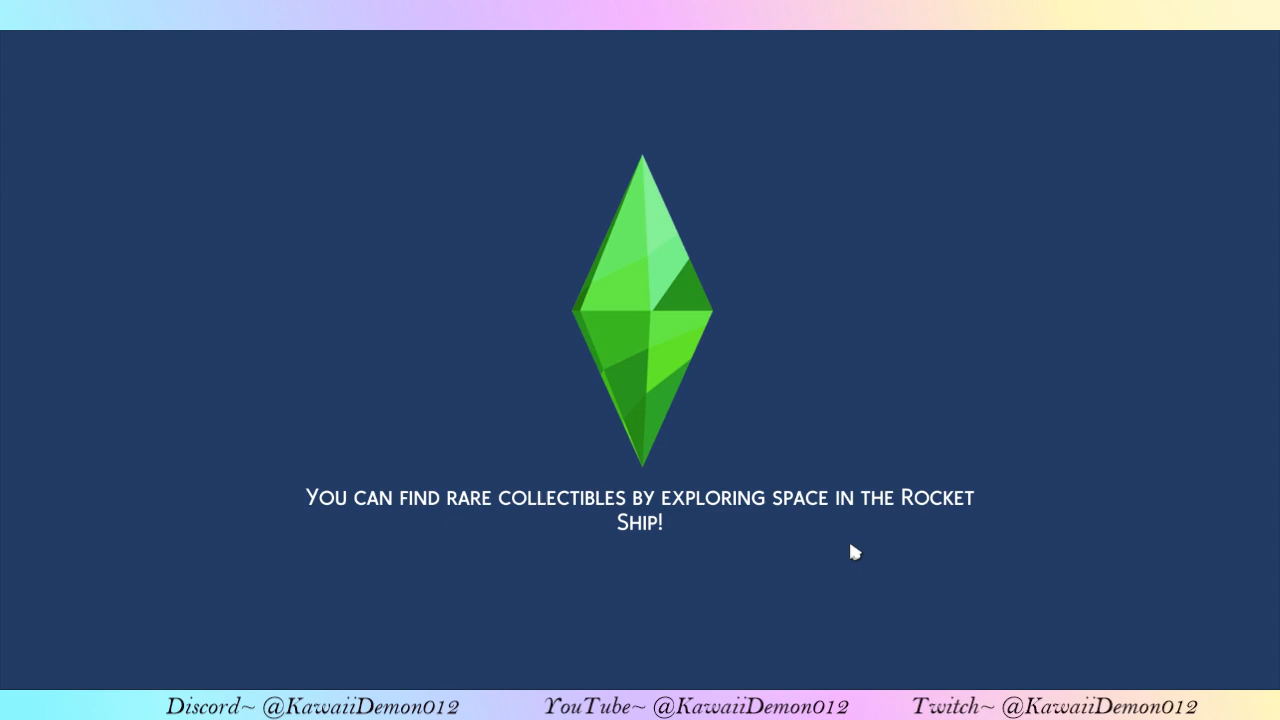 You can find rare collectibles by exploring space in the Rocket
Ship!
Discord~ @KawaiiDemon012 YouTube~ @KawaiiDemon012 Twitch~ @KawaiiDemon012